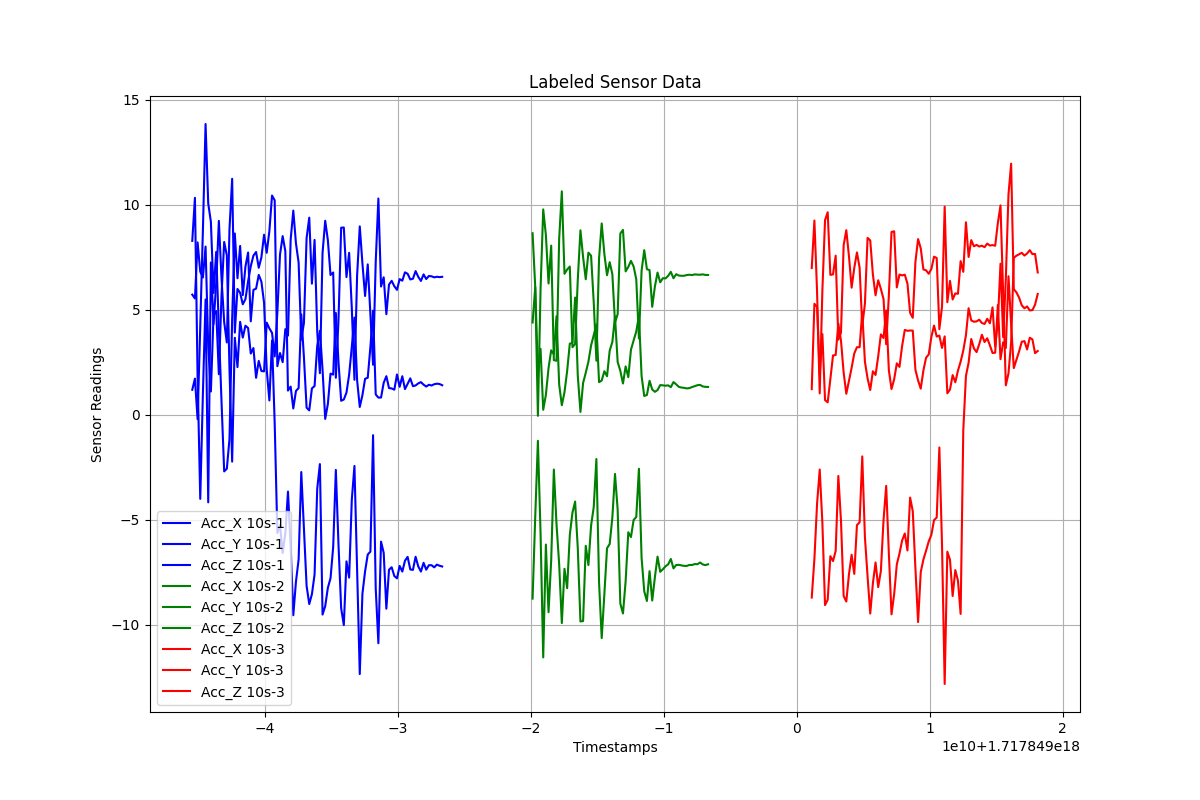 Labeled Sensor Data
Sensor Readings
15
10
5
0
−5
−10
Acc_X 10s-1
Acc_Y 10s-1
Acc_Z 10s-1
Acc_X 10s-2
Acc_Y 10s-2
Acc_Z 10s-2
Acc_X 10s-3
Acc_Y 10s-3
Acc_Z 10s-3
−4 −3 −2 −1 0 1 2
Timestamps
1e10+1.717849e18